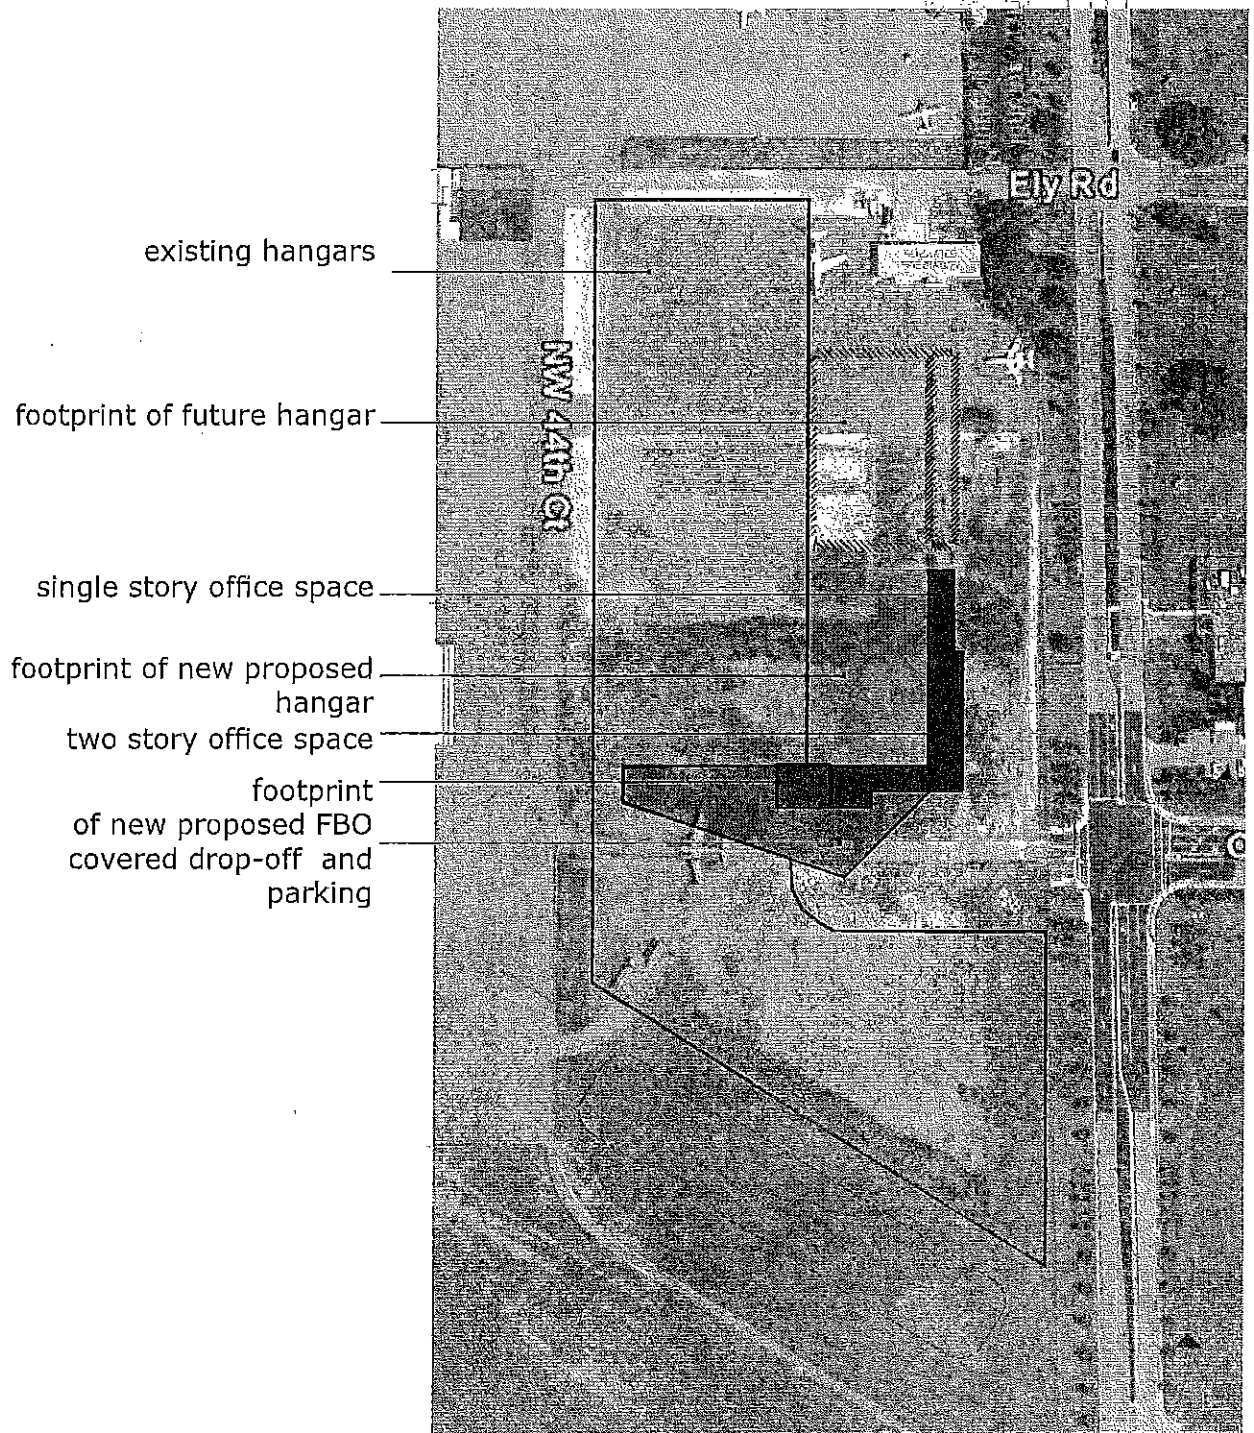 Ely Rd
existing hangars
NW 44th Ct
footprint of future hangar
single story office space
footprint of new proposed
hangar
two story office space
footprint
of new proposed FBO
covered drop-off and
parking